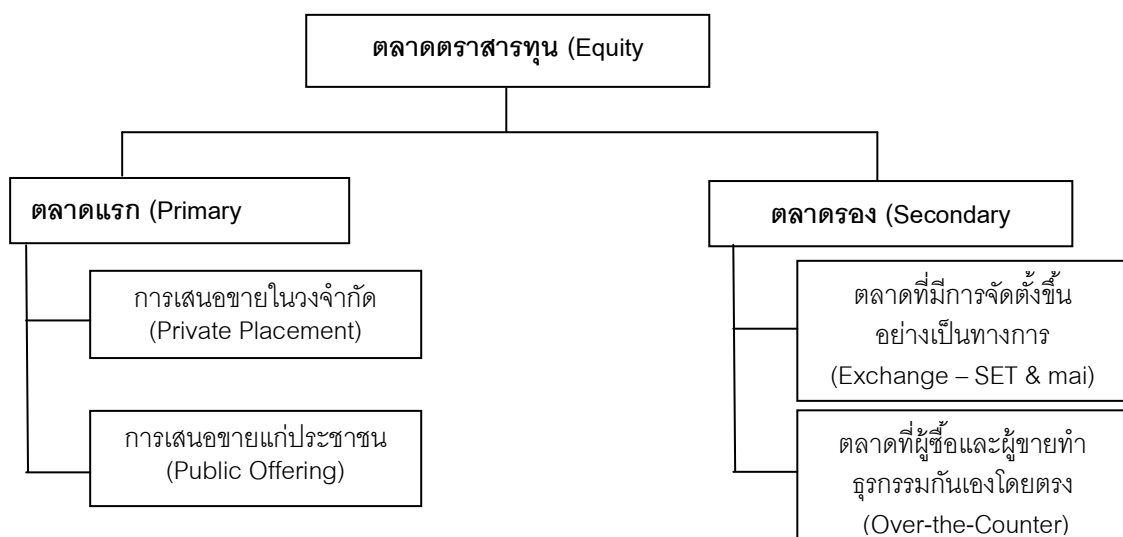 ตลาดตราสารทุน (Equity
ตลาดแรก (Primary
การเสนอขายในวงจำกัด
(Private Placement)
การเสนอขายแก่ประชาชน
(Public Offering)
ตลาดรอง (Secondary
ตลาดที่มีการจัดตั้งขึ้น
อย่างเป็นทางการ
(Exchange – SET & mai)
ตลาดที่ผู้ซื้อและผู้ขายทำ
ธุรกรรมกันเองโดยตรง
(Over-the-Counter)